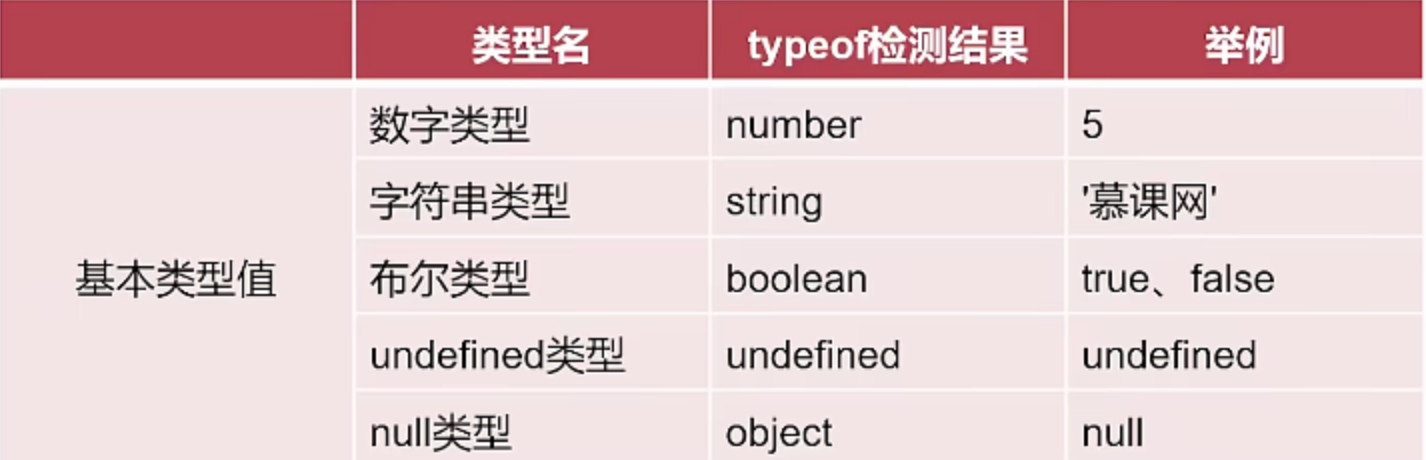 类型名 typeof检测结果 举例
数字类型 number 5
字符串类型 string '慕课网'
基本类型值 布尔类型 boolean true、false
undefined类型 undefined undefined
null类型 object null